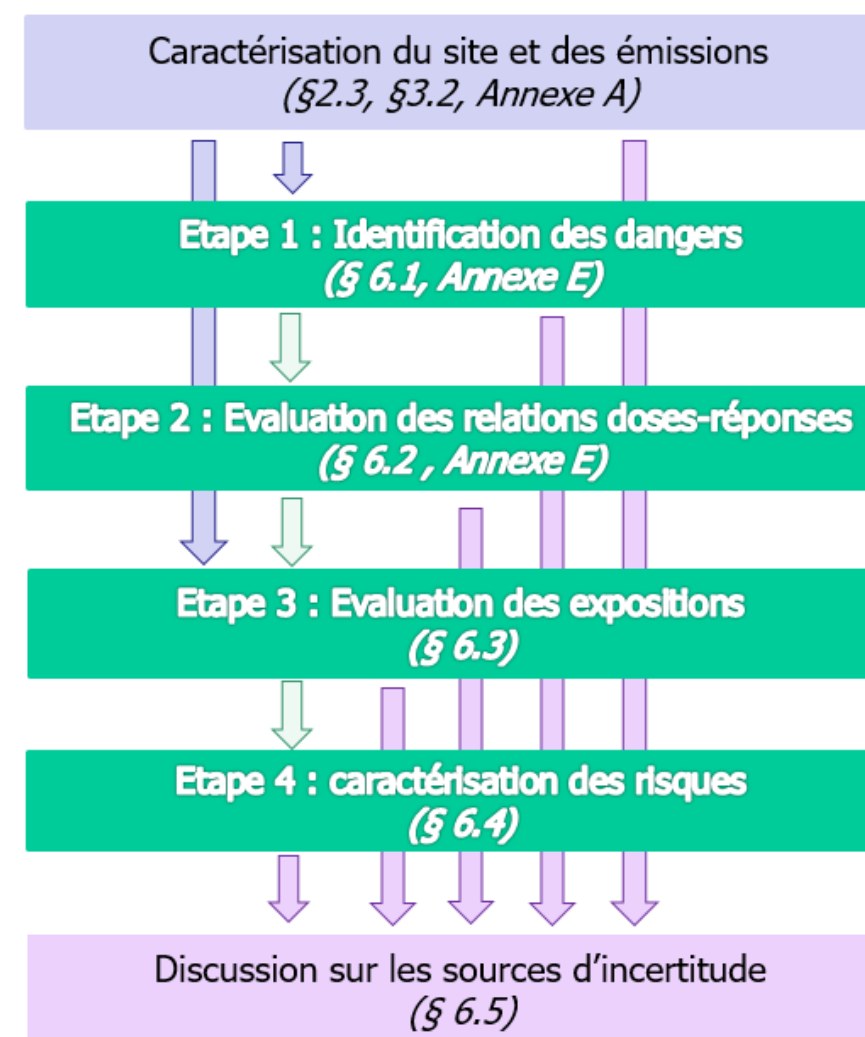 Caractérisation du site et des émissions
(§2.3, §3.2, Annexe A)
Etape 1 : Identification des dangers
(§ 6.1, Annexe E)
Etape 2 : Evaluation des relations doses-réponses
(§ 6.2 , Annexe E)
Etape 3 : Evaluation des expositions
(§ 6.3)
Etape 4 : caractérisation des risques
(§ 6.4)
Discussion sur les sources d’incertitude
(§ 6.5)